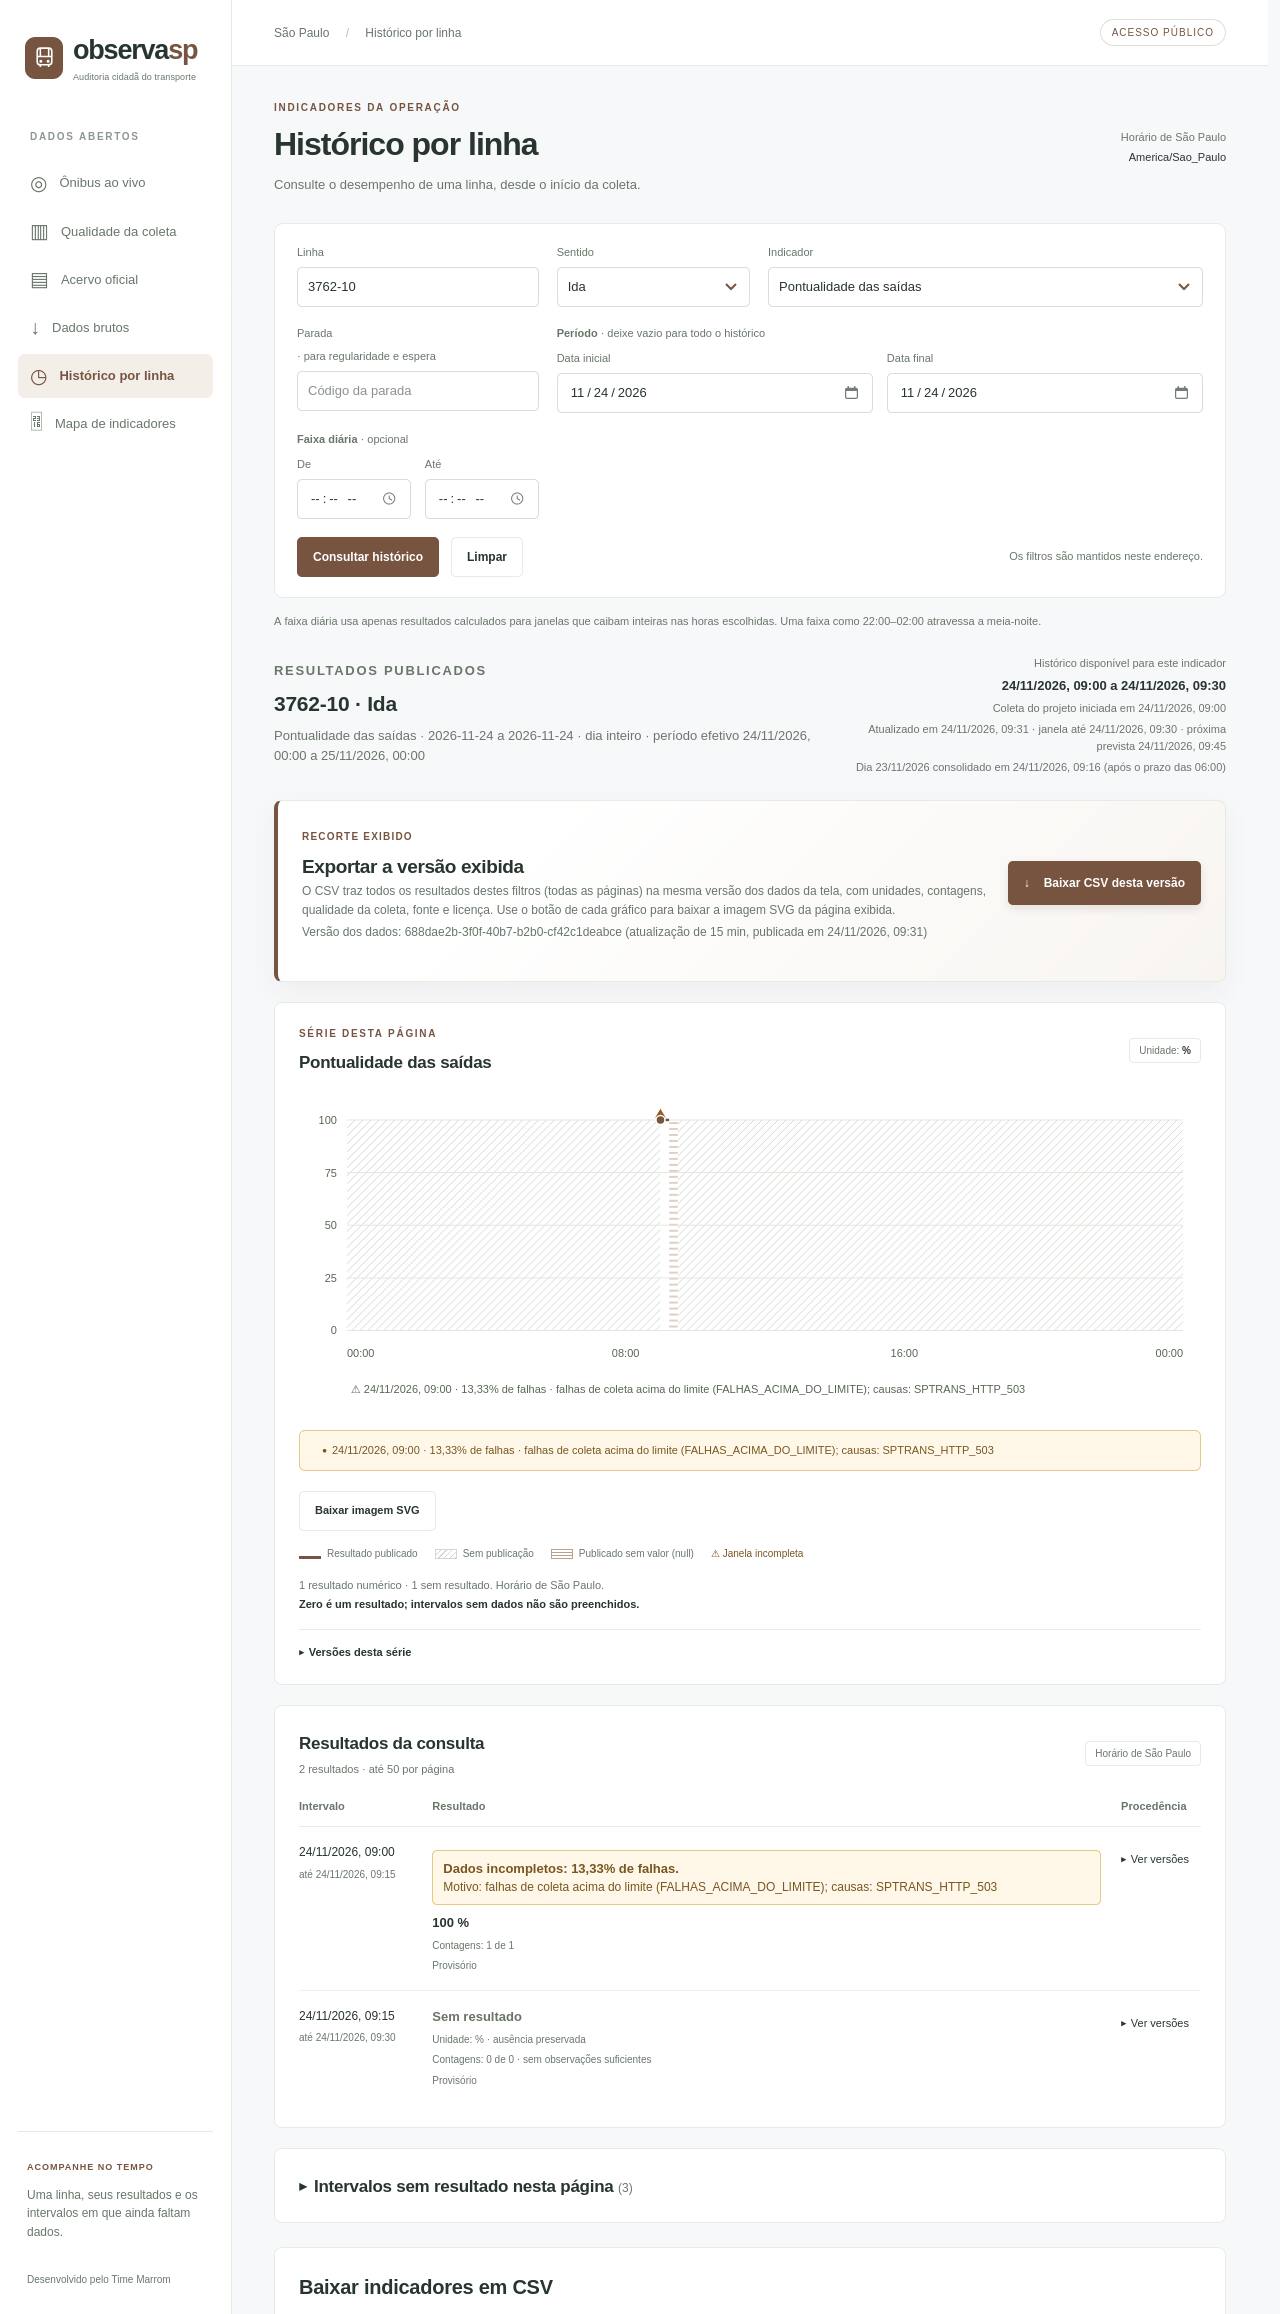 observasp
Auditoria cidadã do transporte
DADOS ABERTOS
Ônibus ao vivo
Qualidade da coleta
Acervo oficial
↓ Dados brutos
Histórico por linha
Mapa de indicadores
ACOMPANHE NO TEMPO
Uma linha, seus resultados e os
intervalos em que ainda faltam
dados.
Desenvolvido pelo Time Marrom
São Paulo / Histórico por linha
ACESSO PÚBLICO
INDICADORES DA OPERAÇÃO
Histórico por linha
Consulte o desempenho de uma linha, desde o início da coleta.
Horário de São Paulo
America/Sao_Paulo
Linha
3762-10
Sentido
Ida
Indicador
Pontualidade das saídas
Parada
· para regularidade e espera
Código da parada
Período · deixe vazio para todo o histórico
Data inicial
11/24/2026
Data final
11/24/2026
Faixa diária · opcional
De
--:-- --
Até
--:-- --
Consultar histórico
Limpar
Os filtros são mantidos neste endereço.
A faixa diária usa apenas resultados calculados para janelas que caibam inteiras nas horas escolhidas. Uma faixa como 22:00–02:00 atravessa a meia-noite.
RESULTADOS PUBLICADOS
3762-10 · Ida
Pontualidade das saídas · 2026-11-24 a 2026-11-24 · dia inteiro · período efetivo 24/11/2026,
00:00 a 25/11/2026, 00:00
Histórico disponível para este indicador
24/11/2026, 09:00 a 24/11/2026, 09:30
Coleta do projeto iniciada em 24/11/2026, 09:00
Atualizado em 24/11/2026, 09:31 · janela até 24/11/2026, 09:30 · próxima
prevista 24/11/2026, 09:45
Dia 23/11/2026 consolidado em 24/11/2026, 09:16 (após o prazo das 06:00)
RECORTE EXIBIDO
Exportar a versão exibida
O CSV traz todos os resultados destes filtros (todas as páginas) na mesma versão dos dados da tela, com unidades, contagens,
qualidade da coleta, fonte e licença. Use o botão de cada gráfico para baixar a imagem SVG da página exibida.
Versão dos dados: 688dae2b-3f0f-40b7-b2b0-cf42c1deabce (atualização de 15 min, publicada em 24/11/2026, 09:31)
↓ Baixar CSV desta versão
SÉRIE DESTA PÁGINA
Pontualidade das saídas
Unidade: %
100
75
50
25
0
00:00 08:00 16:00 00:00
⚠ 24/11/2026, 09:00 · 13,33% de falhas · falhas de coleta acima do limite (FALHAS_ACIMA_DO_LIMITE); causas: SPTRANS_HTTP_503
• 24/11/2026, 09:00 · 13,33% de falhas · falhas de coleta acima do limite (FALHAS_ACIMA_DO_LIMITE); causas: SPTRANS_HTTP_503
Baixar imagem SVG
Resultado publicado Sem publicação Publicado sem valor (null) ⚠ Janela incompleta
1 resultado numérico · 1 sem resultado. Horário de São Paulo.
Zero é um resultado; intervalos sem dados não são preenchidos.
▸ Versões desta série
Resultados da consulta
2 resultados · até 50 por página
Horário de São Paulo
Intervalo Resultado Procedência
24/11/2026, 09:00
até 24/11/2026, 09:15
Dados incompletos: 13,33% de falhas.
Motivo: falhas de coleta acima do limite (FALHAS_ACIMA_DO_LIMITE); causas: SPTRANS_HTTP_503
100 %
Contagens: 1 de 1
Provisório
▸ Ver versões
24/11/2026, 09:15
até 24/11/2026, 09:30
Sem resultado
Unidade: % · ausência preservada
Contagens: 0 de 0 · sem observações suficientes
Provisório
▸ Ver versões
▸ Intervalos sem resultado nesta página (3)
Baixar indicadores em CSV